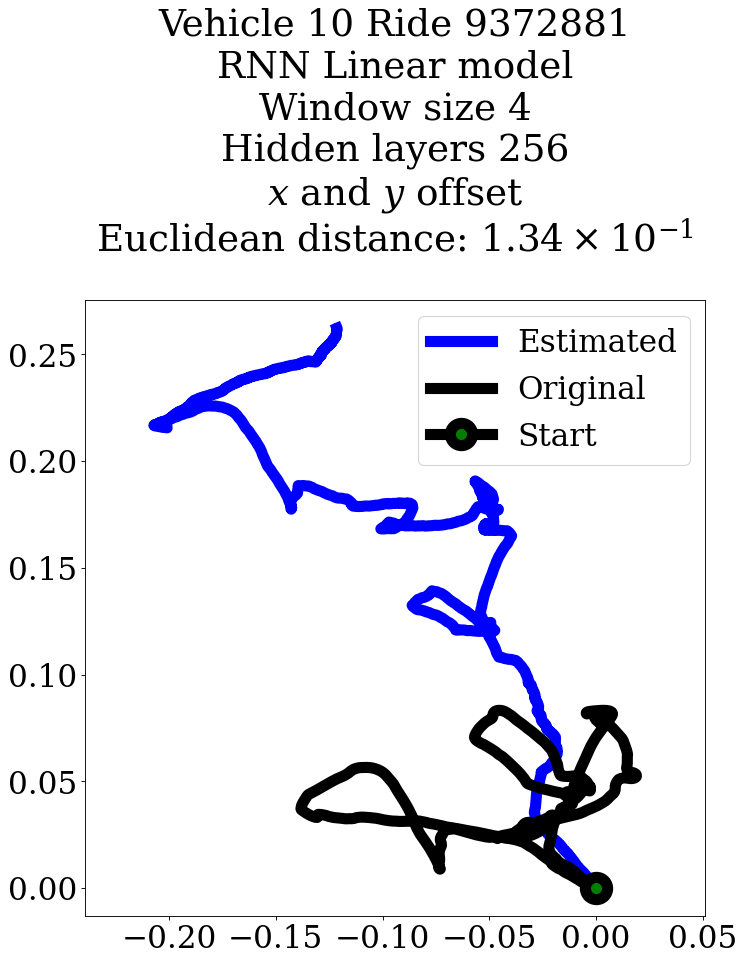 Vehicle 10 Ride 9372881
RNN Linear model
Window size 4
Hidden layers 256
x and y offset
Euclidean distance: 1.34 × 10⁻¹
Estimated
Original
Start
0.25
0.20
0.15
0.10
0.05
0.00
−0.20 −0.15 −0.10 −0.05 0.00 0.05